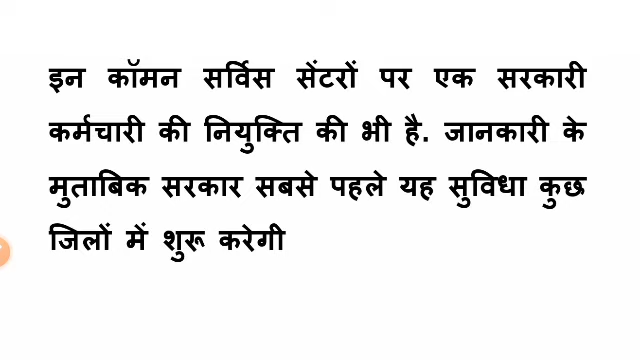 इन कॉमन सर्विस सेंटरों पर एक सरकारी
कर्मचारी की नियुक्ति की भी है. जानकारी के
मुताबिक सरकार सबसे पहले यह सुविधा कुछ
जिलों में शुरू करेगी